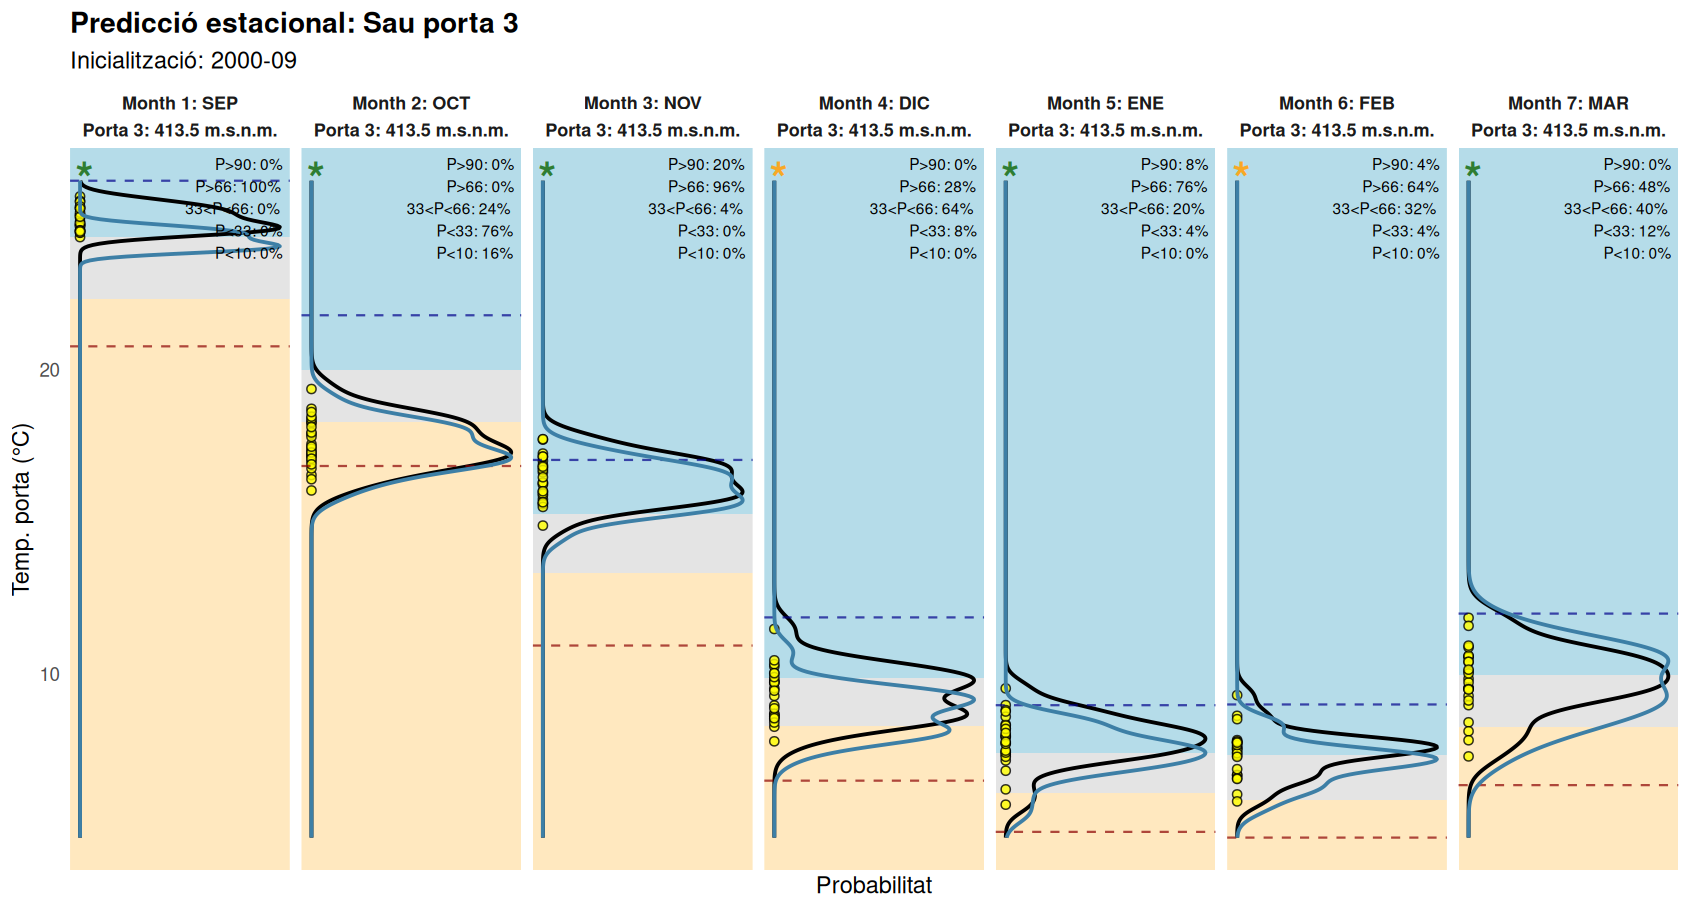 Predicció estacional: Sau porta 3
Inicialització: 2000-09
Month 1: SEP
Porta 3: 413.5 m.s.n.m.
Month 2: OCT
Porta 3: 413.5 m.s.n.m.
Month 3: NOV
Porta 3: 413.5 m.s.n.m.
Month 4: DIC
Porta 3: 413.5 m.s.n.m.
Month 5: ENE
Porta 3: 413.5 m.s.n.m.
Month 6: FEB
Porta 3: 413.5 m.s.n.m.
Month 7: MAR
Porta 3: 413.5 m.s.n.m.
*
P>90: 0%
P>66: 100%
33<P<66: 0%
P<33: 0%
P<10: 0%
*
P>90: 0%
P>66: 0%
33<P<66: 24%
P<33: 76%
P<10: 16%
*
P>90: 20%
P>66: 96%
33<P<66: 4%
P<33: 0%
P<10: 0%
*
P>90: 0%
P>66: 28%
33<P<66: 64%
P<33: 8%
P<10: 0%
*
P>90: 8%
P>66: 76%
33<P<66: 20%
P<33: 4%
P<10: 0%
*
P>90: 4%
P>66: 64%
33<P<66: 32%
P<33: 4%
P<10: 0%
*
P>90: 0%
P>66: 48%
33<P<66: 40%
P<33: 12%
P<10: 0%
20
10
Temp. porta (°C)
Probabilitat